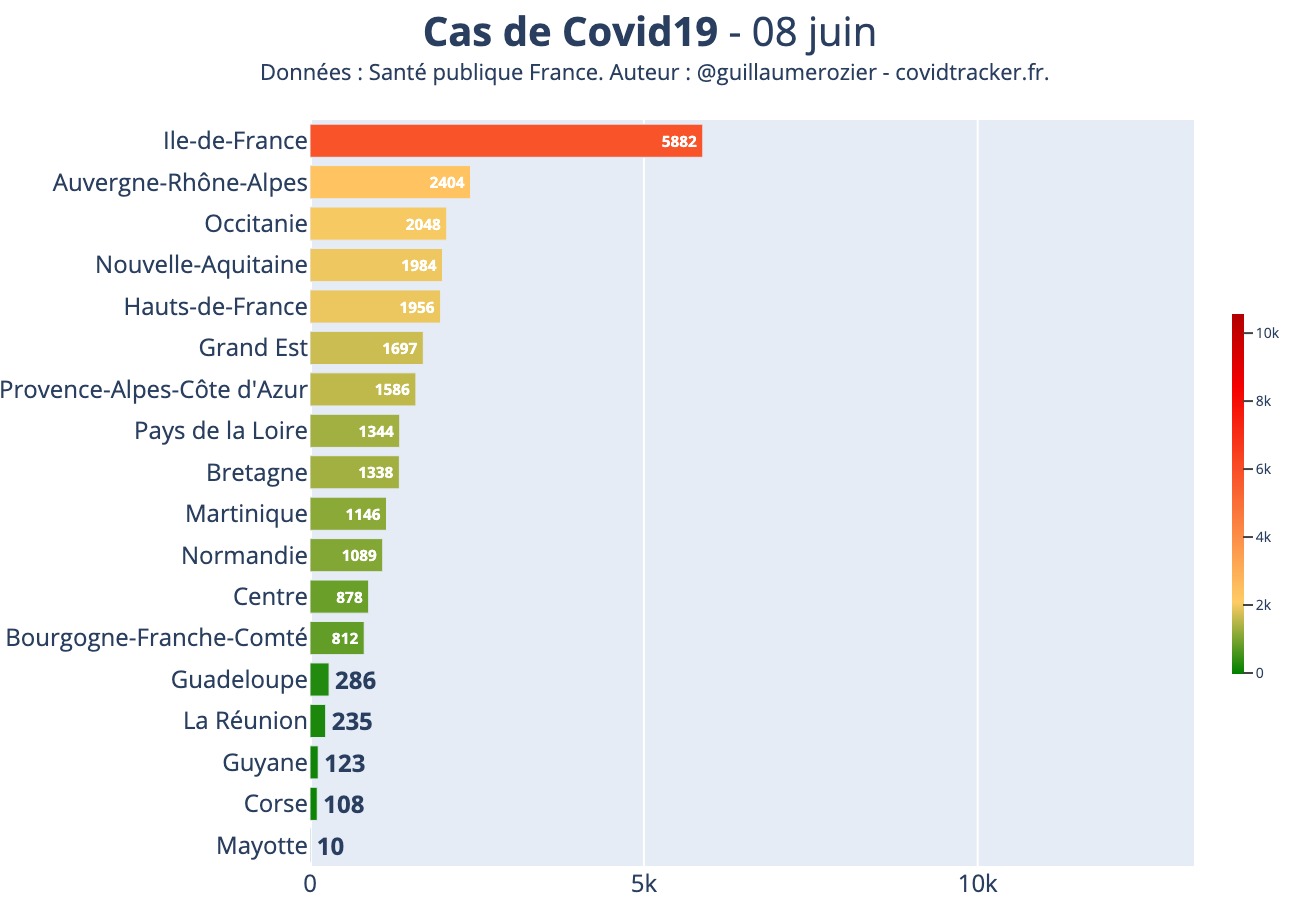 Cas de Covid19 - 08 juin
Données : Santé publique France. Auteur : @guillaumerozier - covidtracker.fr.
Ile-de-France 5882
Auvergne-Rhône-Alpes 2404
Occitanie 2048
Nouvelle-Aquitaine 1984
Hauts-de-France 1956
Grand Est 1697
Provence-Alpes-Côte d'Azur 1586
Pays de la Loire 1344
Bretagne 1338
Martinique 1146
Normandie 1089
Centre 878
Bourgogne-Franche-Comté 812
Guadeloupe 286
La Réunion 235
Guyane 123
Corse 108
Mayotte 10
0 5k 10k
10k
8k
6k
4k
2k
0